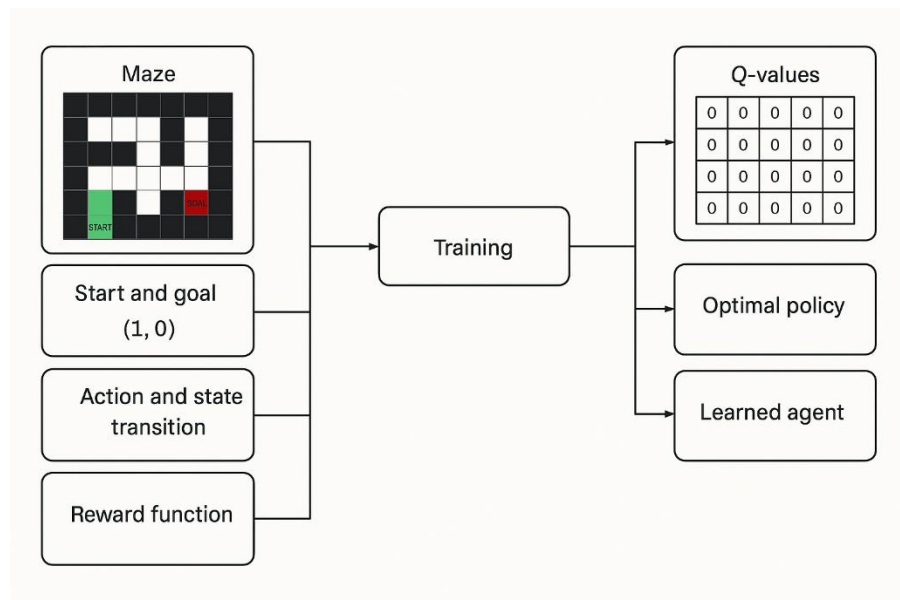 Maze
GOAL
START
Start and goal
(1, 0)
Action and state
transition
Reward function
Training
Q-values
0 0 0 0 0
0 0 0 0 0
0 0 0 0 0
0 0 0 0 0
Optimal policy
Learned agent